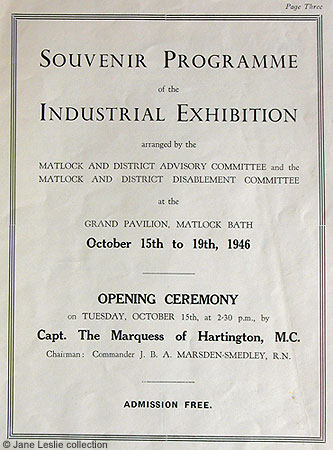 Page Three
SOUVENIR PROGRAMME
of the
INDUSTRIAL EXHIBITION
arranged by the
MATLOCK AND DISTRICT ADVISORY COMMITTEE and the
MATLOCK AND DISTRICT DISABLEMENT COMMITTEE
at the
GRAND PAVILION, MATLOCK BATH
October 15th to 19th, 1946
OPENING CEREMONY
on TUESDAY, OCTOBER 15th, at 2-30 p.m., by
Capt. The Marquess of Hartington, M.C.
Chairman: Commander J. B. A. MARSDEN-SMEDLEY, R.N.
ADMISSION FREE.
© Jane Leslie collection